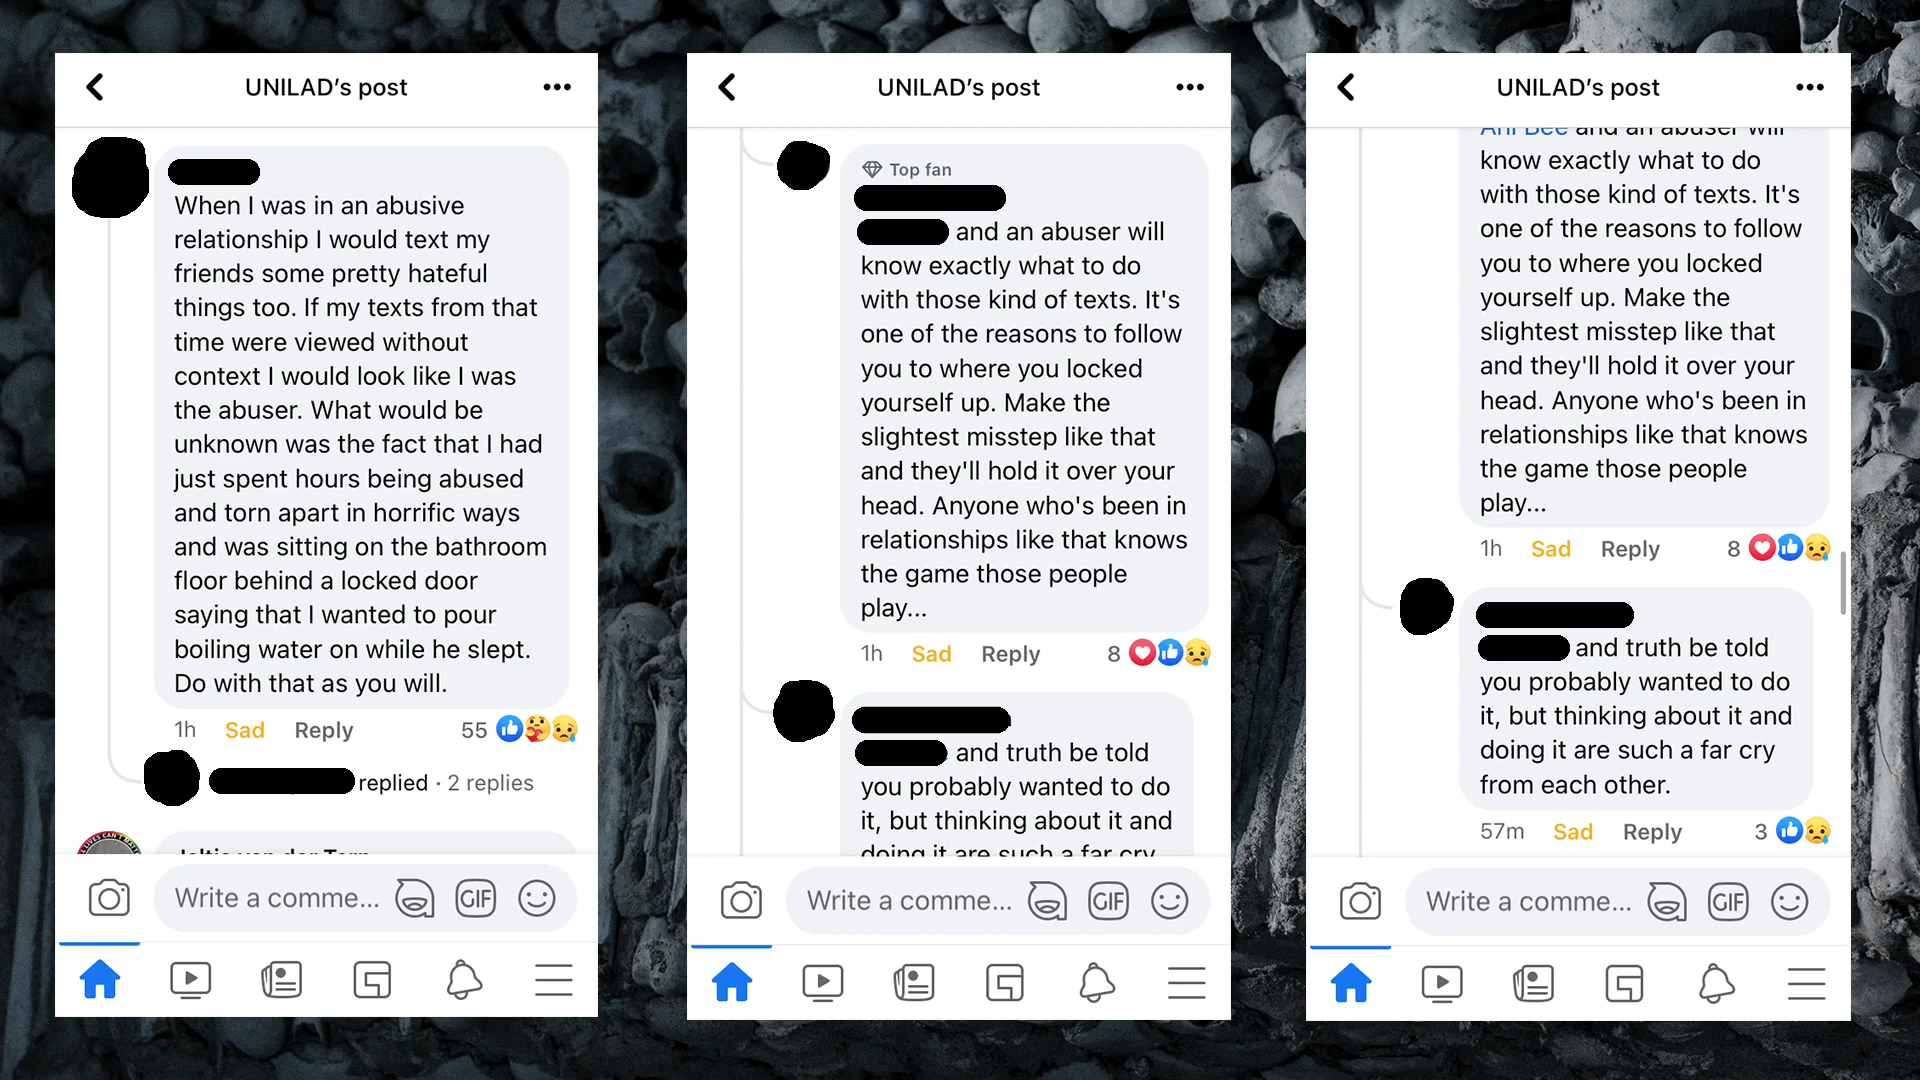 UNILAD’s post
When I was in an abusive
relationship I would text my
friends some pretty hateful
things too. If my texts from that
time were viewed without
context I would look like I was
the abuser. What would be
unknown was the fact that I had
just spent hours being abused
and torn apart in horrific ways
and was sitting on the bathroom
floor behind a locked door
saying that I wanted to pour
boiling water on while he slept.
Do with that as you will.
1h Sad Reply 55
replied · 2 replies
Write a comme... GIF
UNILAD’s post
Top fan
and an abuser will
know exactly what to do
with those kind of texts. It's
one of the reasons to follow
you to where you locked
yourself up. Make the
slightest misstep like that
and they'll hold it over your
head. Anyone who's been in
relationships like that knows
the game those people
play...
1h Sad Reply 8
and truth be told
you probably wanted to do
it, but thinking about it and
doing it are such a far cry
Write a comme... GIF
UNILAD’s post
Ani Bee and an abuser will
know exactly what to do
with those kind of texts. It's
one of the reasons to follow
you to where you locked
yourself up. Make the
slightest misstep like that
and they'll hold it over your
head. Anyone who's been in
relationships like that knows
the game those people
play...
1h Sad Reply 8
and truth be told
you probably wanted to do
it, but thinking about it and
doing it are such a far cry
from each other.
57m Sad Reply 3
Write a comme... GIF